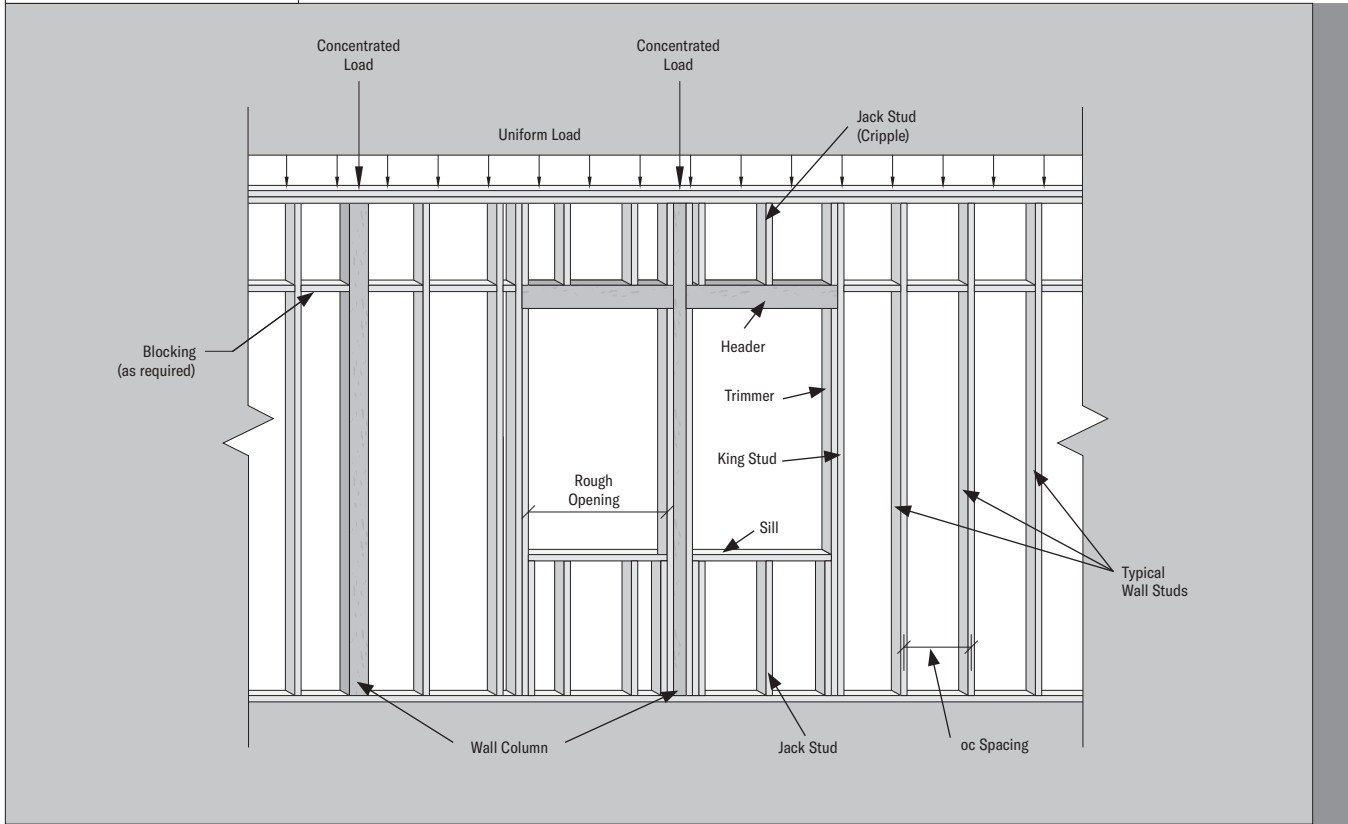 Concentrated
Load
Concentrated
Load
Uniform Load
Jack Stud
(Cripple)
Blocking
(as required)
Header
Trimmer
King Stud
Rough
Opening
Sill
Typical
Wall Studs
Wall Column
Jack Stud
oc Spacing